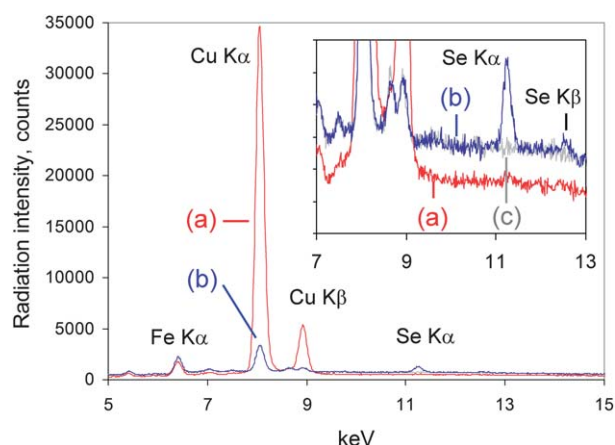 Radiation intensity, counts
35000
30000
25000
20000
15000
10000
5000
0
5
7
9
11
13
15
keV
Cu Kα
(a)
(b)
Fe Kα
Cu Kβ
Se Kα
Se Kα
(b)
Se Kβ
(a)
(c)
7
9
11
13